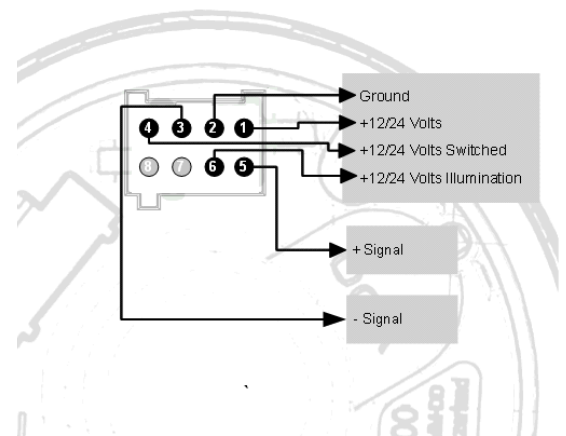 Ground
+12/24 Volts
4 3 2 1
+12/24 Volts Switched
8 7 6 5
+12/24 Volts Illumination
+ Signal
- Signal